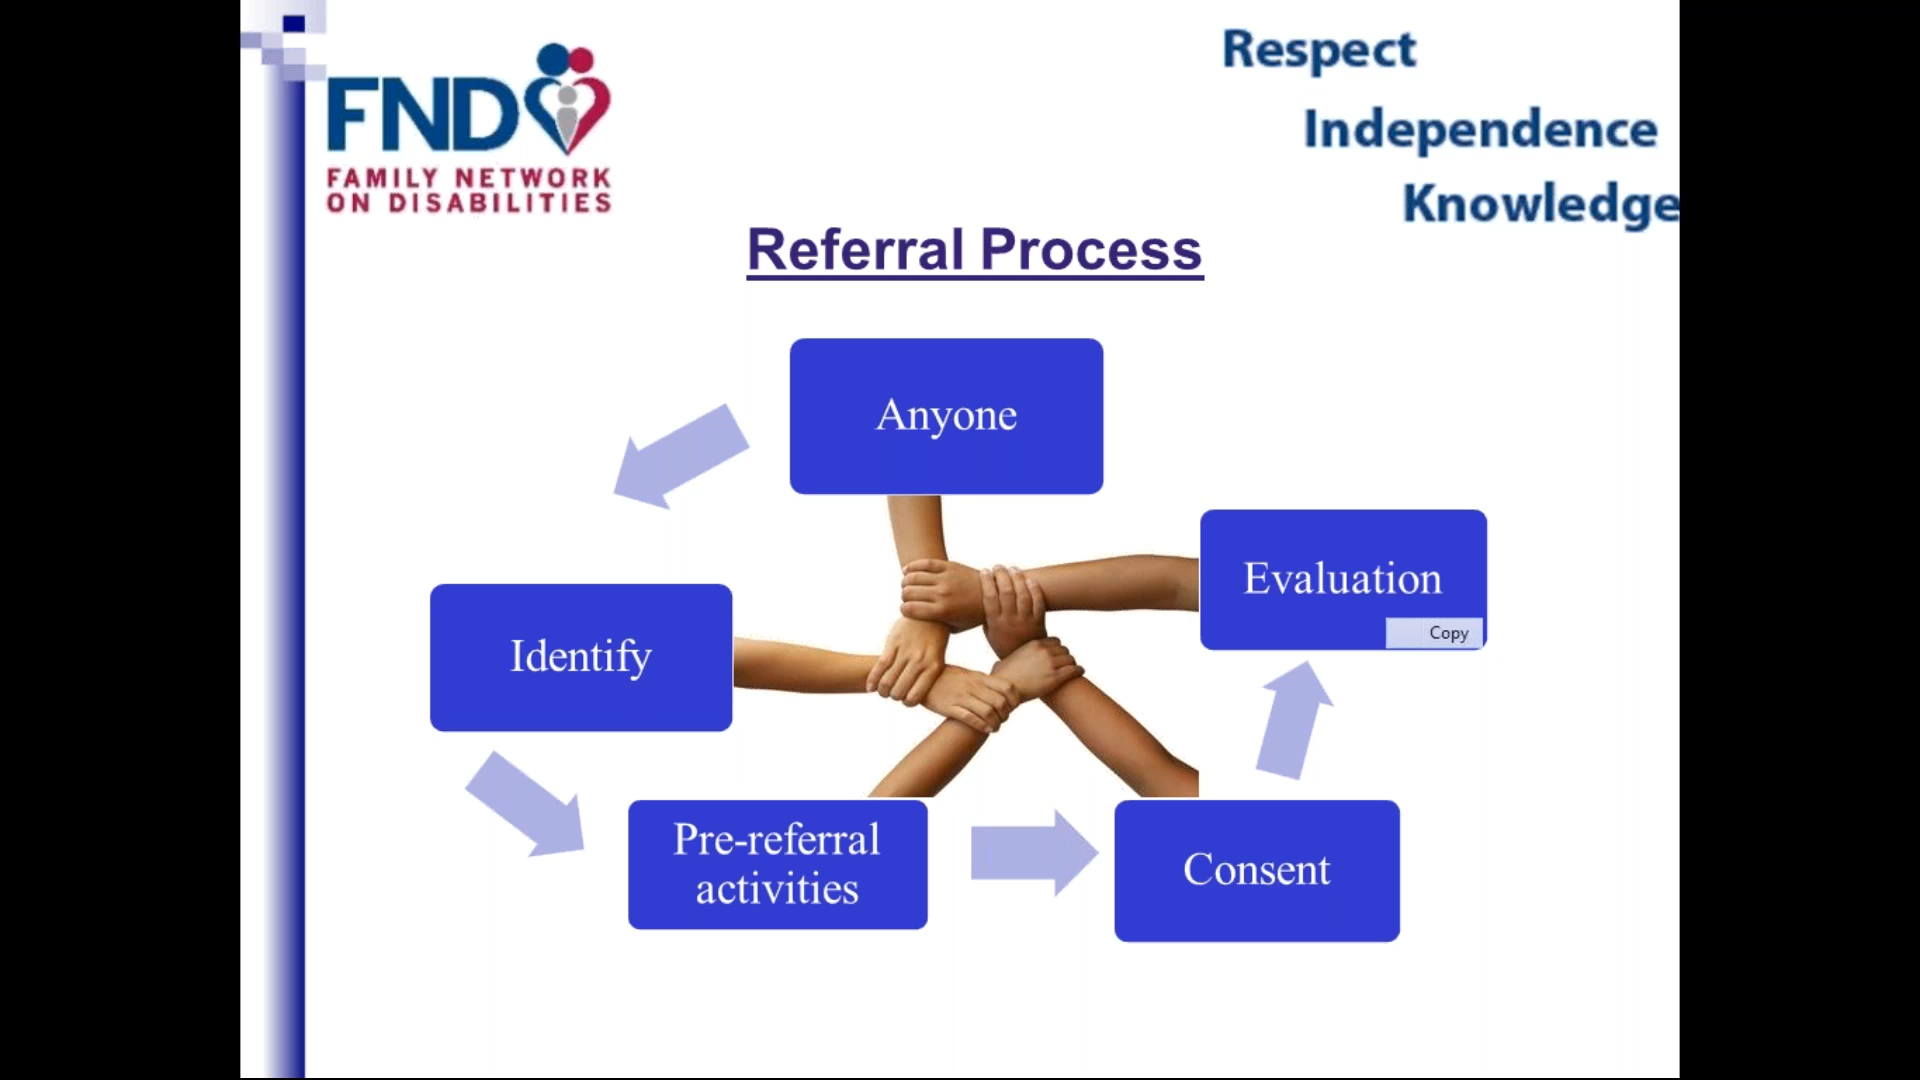 FND
FAMILY NETWORK
ON DISABILITIES
Respect
Independence
Knowledge
Referral Process
Anyone
Identify
Pre-referral
activities
Consent
Evaluation
Copy